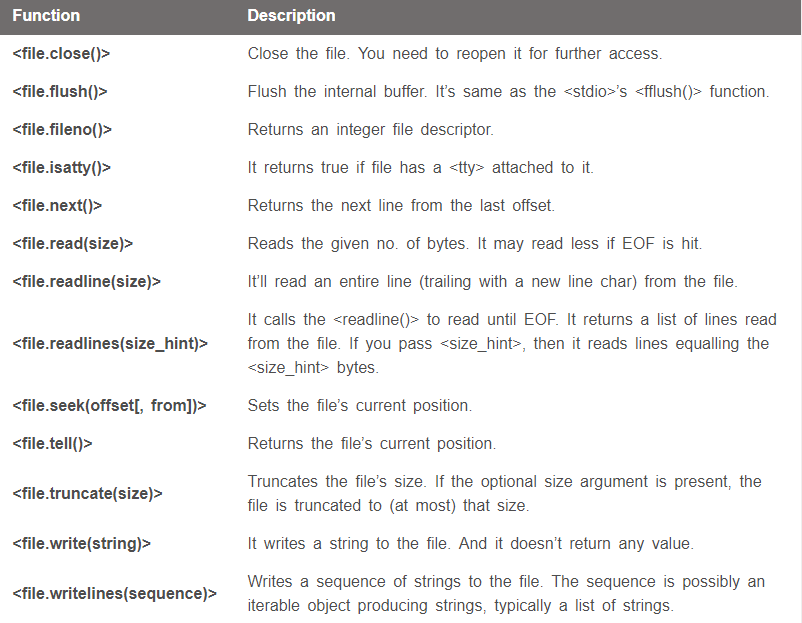 Function Description
<file.close()> Close the file. You need to reopen it for further access.
<file.flush()> Flush the internal buffer. It’s same as the <stdio>’s <fflush()> function.
<file.fileno()> Returns an integer file descriptor.
<file.isatty()> It returns true if file has a <tty> attached to it.
<file.next()> Returns the next line from the last offset.
<file.read(size)> Reads the given no. of bytes. It may read less if EOF is hit.
<file.readline(size)> It’ll read an entire line (trailing with a new line char) from the file.
<file.readlines(size_hint)> It calls the <readline()> to read until EOF. It returns a list of lines read
from the file. If you pass <size_hint>, then it reads lines equalling the
<size_hint> bytes.
<file.seek(offset[, from])> Sets the file’s current position.
<file.tell()> Returns the file’s current position.
<file.truncate(size)> Truncates the file’s size. If the optional size argument is present, the
file is truncated to (at most) that size.
<file.write(string)> It writes a string to the file. And it doesn’t return any value.
<file.writelines(sequence)> Writes a sequence of strings to the file. The sequence is possibly an
iterable object producing strings, typically a list of strings.